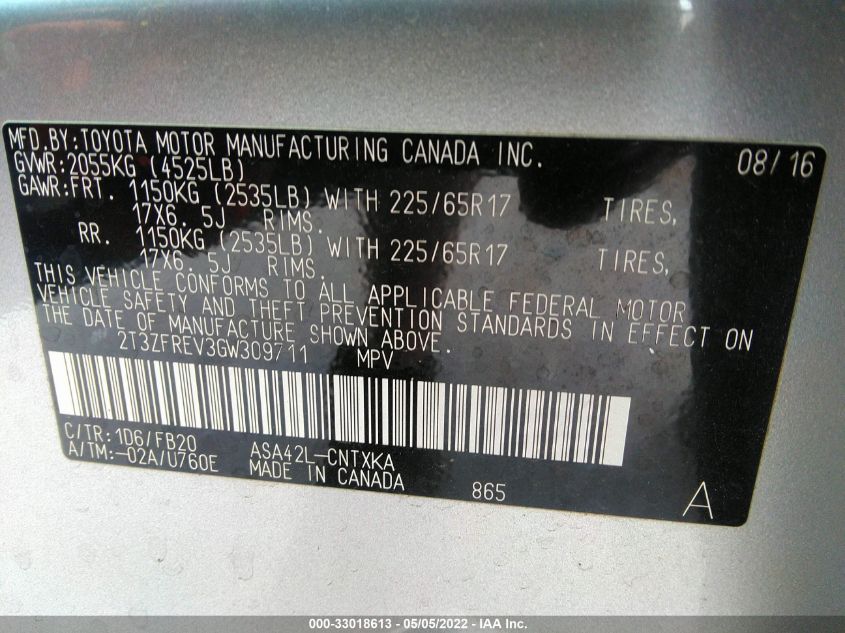 MFD.BY:TOYOTA MOTOR MANUFACTURING CANADA INC. 08/16
GVWR:2055KG (4525LB)
GAWR:FRT. 1150KG (2535LB) WITH 225/65R17 TIRES,
17X6. 5J RIMS.
RR. 1150KG (2535LB) WITH 225/65R17 TIRES,
17X6. 5J RIMS.
THIS VEHICLE CONFORMS TO ALL APPLICABLE FEDERAL MOTOR
VEHICLE SAFETY AND THEFT PREVENTION STANDARDS IN EFFECT ON
THE DATE OF MANUFACTURE SHOWN ABOVE.
2T3ZFREV3GW309711 MPV
C/TR:1D6/FB20 ASA42L-CNTXKA
A/TM:-02A/U760E MADE IN CANADA 865 A
000-33018613 - 05/05/2022 - IAA Inc.